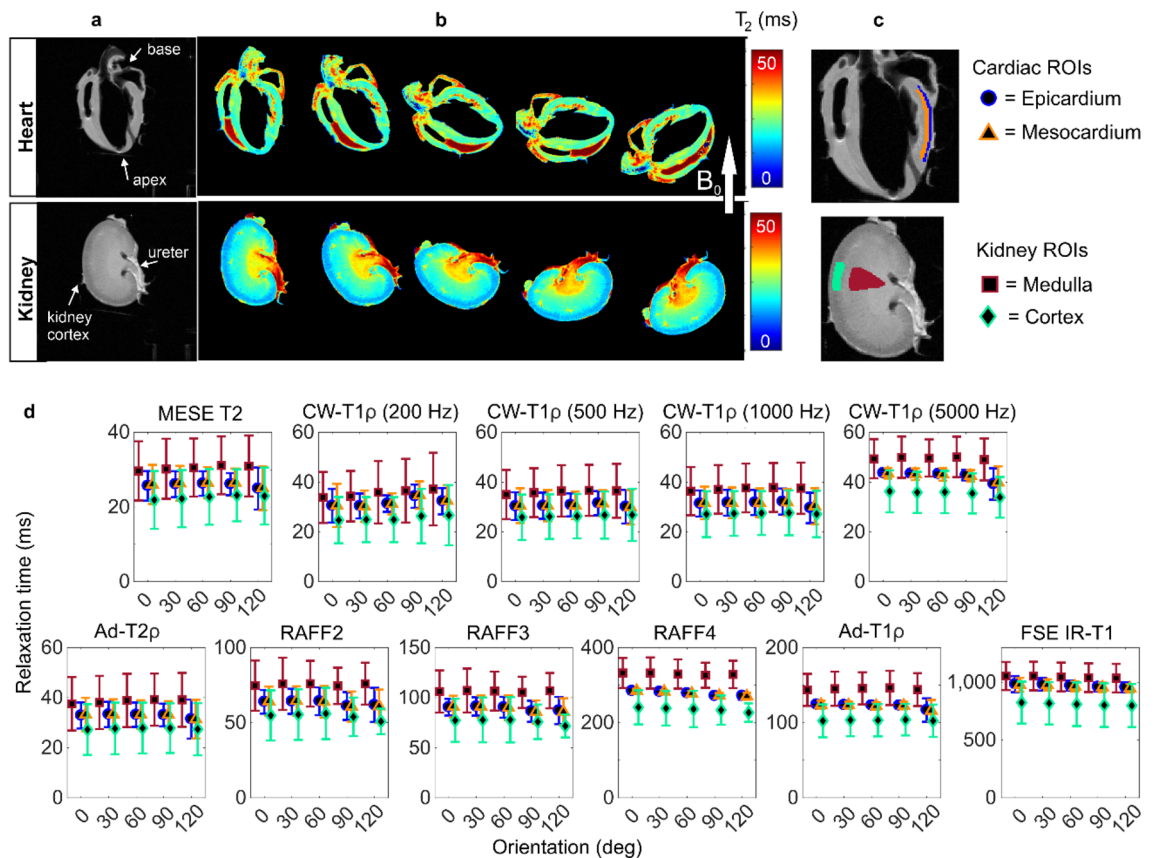 a
b
T2 (ms)
c
Heart
base
apex
50
0
B0
Cardiac ROIs
= Epicardium
= Mesocardium
Kidney
ureter
kidney
cortex
50
0
Kidney ROIs
= Medulla
= Cortex
d
Relaxation time (ms)
MESE T2
40
20
0
0 30 60 90 120
CW-T1ρ (200 Hz)
60
40
20
0
0 30 60 90 120
CW-T1ρ (500 Hz)
60
40
20
0
0 30 60 90 120
CW-T1ρ (1000 Hz)
60
40
20
0
0 30 60 90 120
CW-T1ρ (5000 Hz)
60
40
20
0
0 30 60 90 120
Ad-T2ρ
60
40
20
0
0 30 60 90 120
RAFF2
100
50
0
0 30 60 90 120
RAFF3
150
100
50
0
0 30 60 90 120
RAFF4
400
200
0
0 30 60 90 120
Ad-T1ρ
200
100
0
0 30 60 90 120
FSE IR-T1
1,000
500
0
0 30 60 90 120
Orientation (deg)